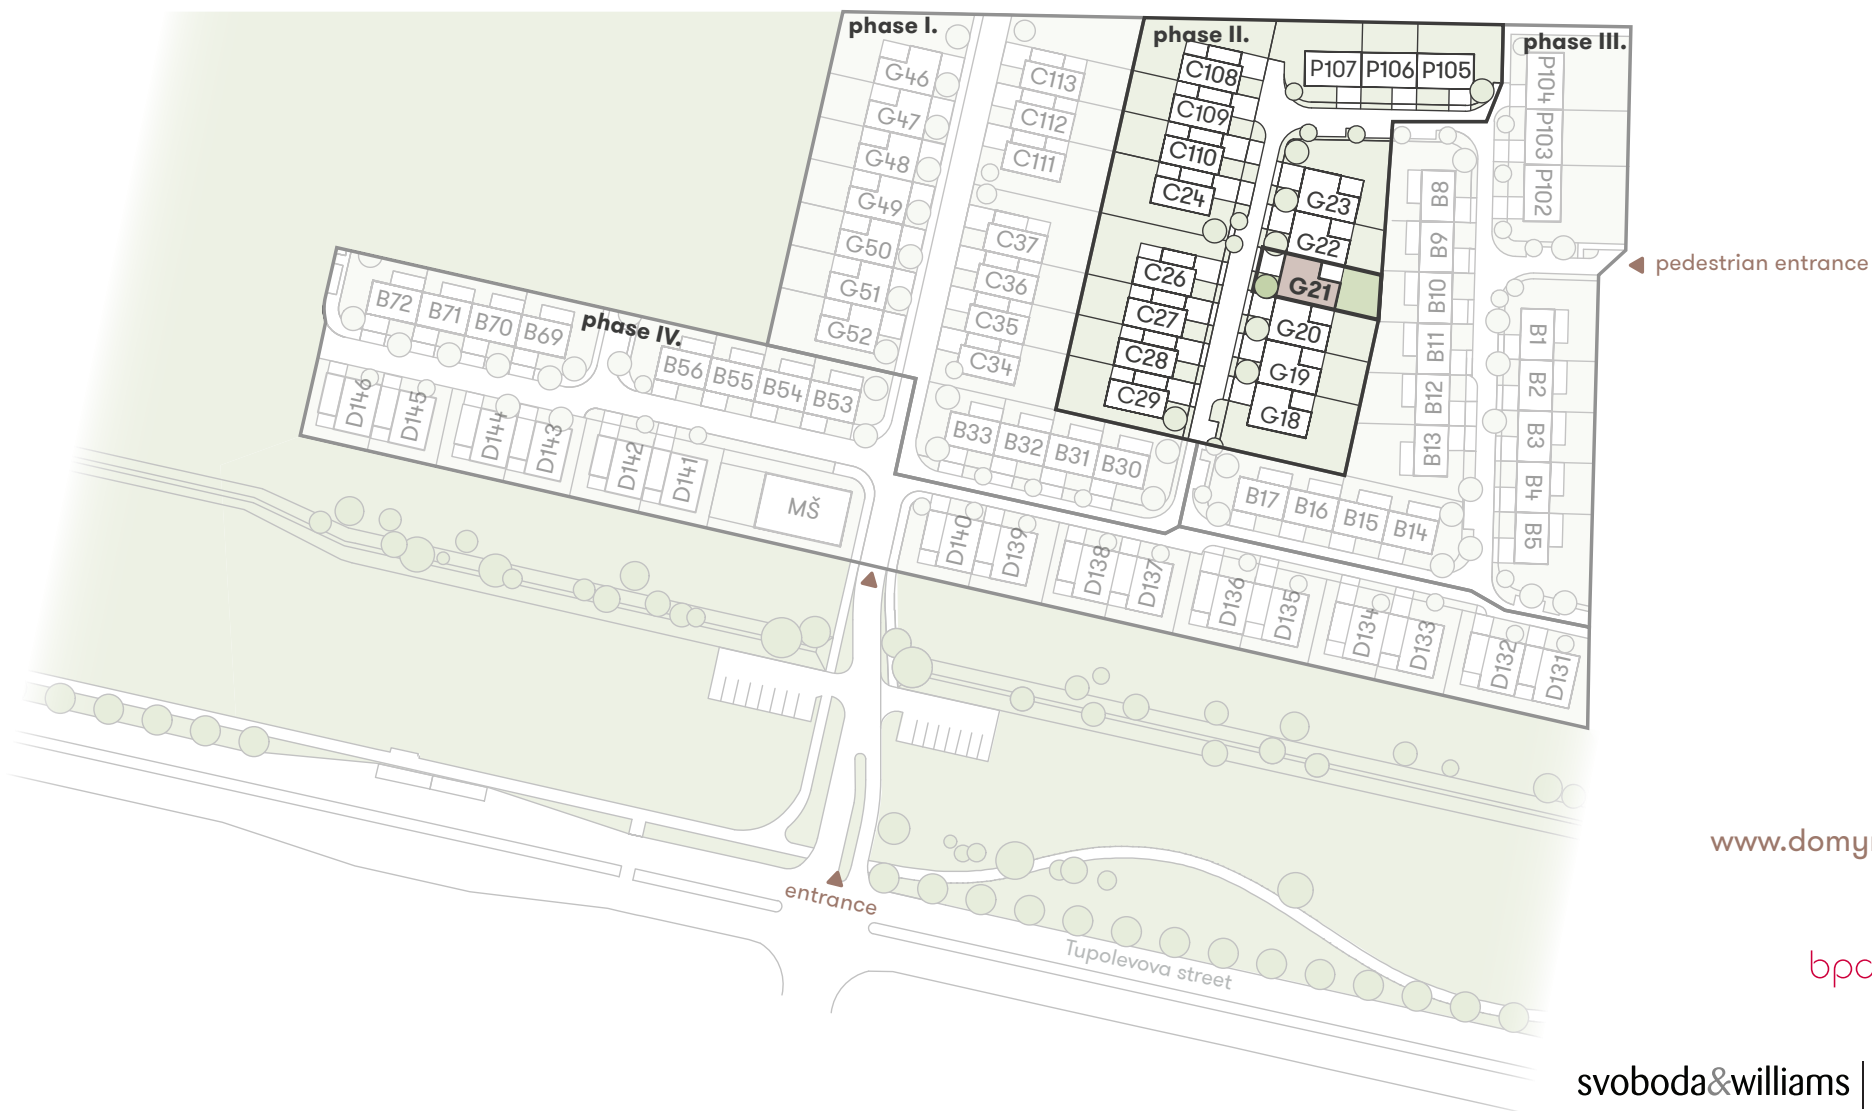 phase I.
phase II.
phase III.
phase IV.
G46
G47
G48
G49
G50
G51
G52
C113
C112
C111
C37
C36
C35
C34
C108
C109
C110
C24
C26
C27
C28
C29
P107
P106
P105
G23
G22
G21
G20
G19
G18
P104
P103
P102
B8
B9
B10
B11
B12
B13
B1
B2
B3
B4
B5
pedestrian entrance
B72
B71
B70
B69
B56
B55
B54
B53
D146
D145
D144
D143
D142
D141
MŠ
B33
B32
B31
B30
B17
B16
B15
B14
D140
D139
D138
D137
D136
D135
D134
D133
D132
D131
entrance
Tupolevova street
svoboda&williams